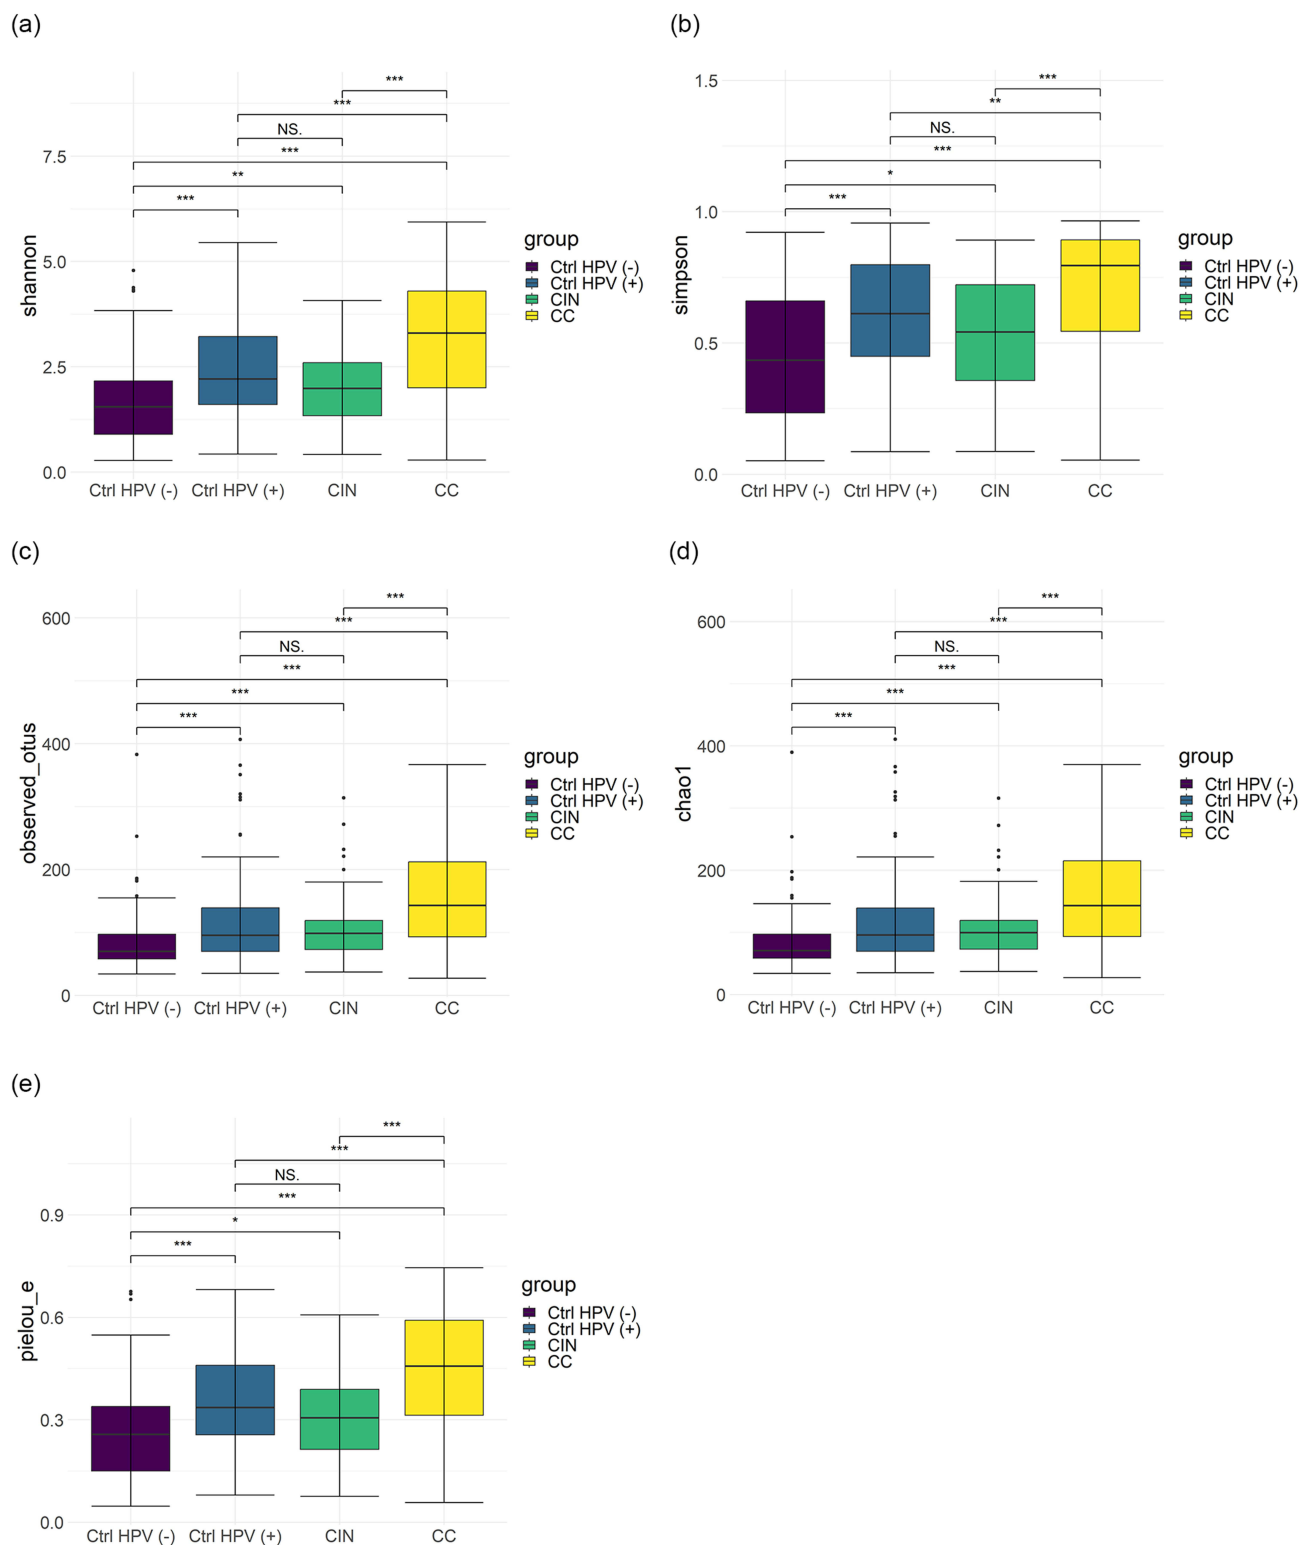 (a)
***
***
NS.
***
**
***
7.5
5.0
2.5
0.0
shannon
Ctrl HPV (-) Ctrl HPV (+) CIN CC
group
Ctrl HPV (-)
Ctrl HPV (+)
CIN
CC
(b)
***
**
NS.
***
*
***
1.5
1.0
0.5
0.0
simpson
Ctrl HPV (-) Ctrl HPV (+) CIN CC
group
Ctrl HPV (-)
Ctrl HPV (+)
CIN
CC
(c)
***
***
NS.
***
***
***
600
400
200
0
observed_otus
Ctrl HPV (-) Ctrl HPV (+) CIN CC
group
Ctrl HPV (-)
Ctrl HPV (+)
CIN
CC
(d)
***
***
NS.
***
***
***
600
400
200
0
chao1
Ctrl HPV (-) Ctrl HPV (+) CIN CC
group
Ctrl HPV (-)
Ctrl HPV (+)
CIN
CC
(e)
***
***
NS.
***
*
***
0.9
0.6
0.3
0.0
pielou_e
Ctrl HPV (-) Ctrl HPV (+) CIN CC
group
Ctrl HPV (-)
Ctrl HPV (+)
CIN
CC